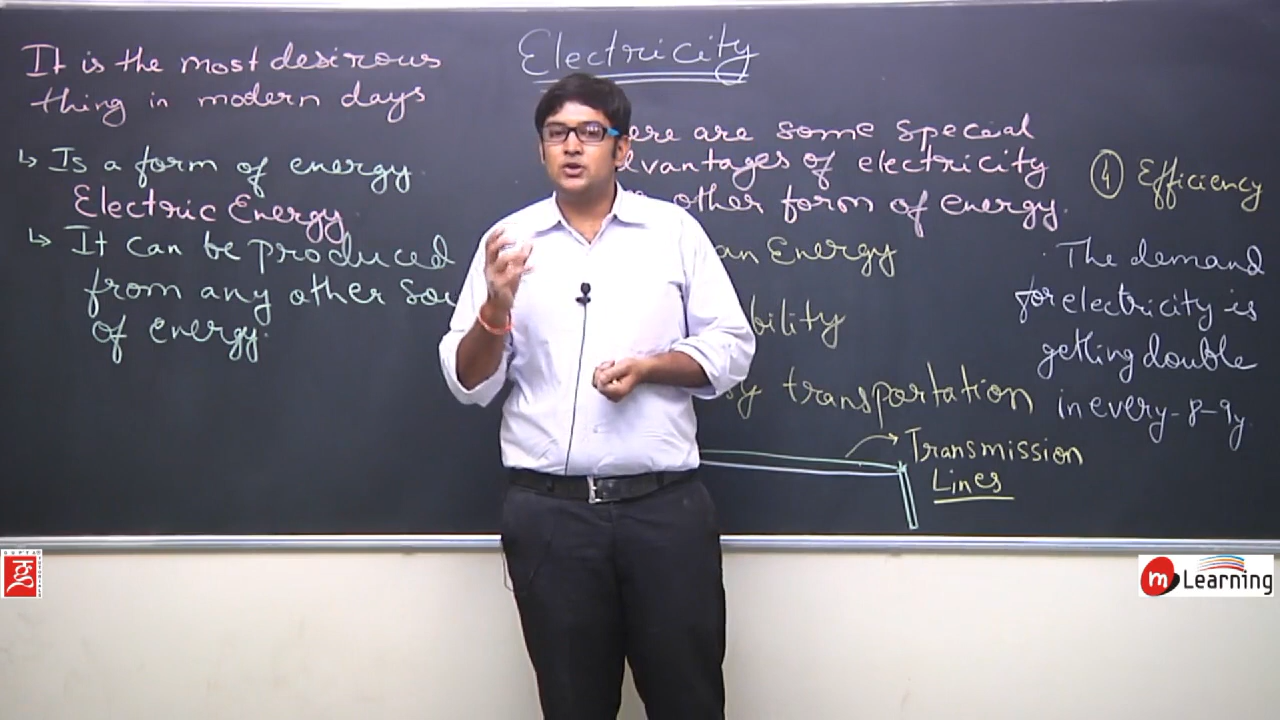 Electricity
It is the most desirous
thing in modern days
↳ Is a form of energy
Electric Energy
↳ It can be produced
from any other
of energy.
are some special
of electricity
other form of energy.
Energy
transportation
Transmission
Lines
④ Efficiency
The demand
for electricity is
getting double
in every-8-9y.
GUPTA
TUTORIALS
m Learning